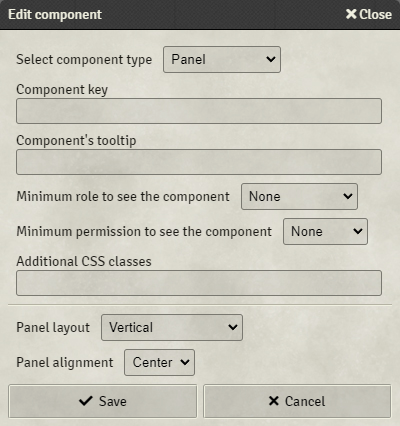 Edit component
Close
Select component type Panel
Component key
Component's tooltip
Minimum role to see the component None
Minimum permission to see the component None
Additional CSS classes
Panel layout Vertical
Panel alignment Center
Save Cancel